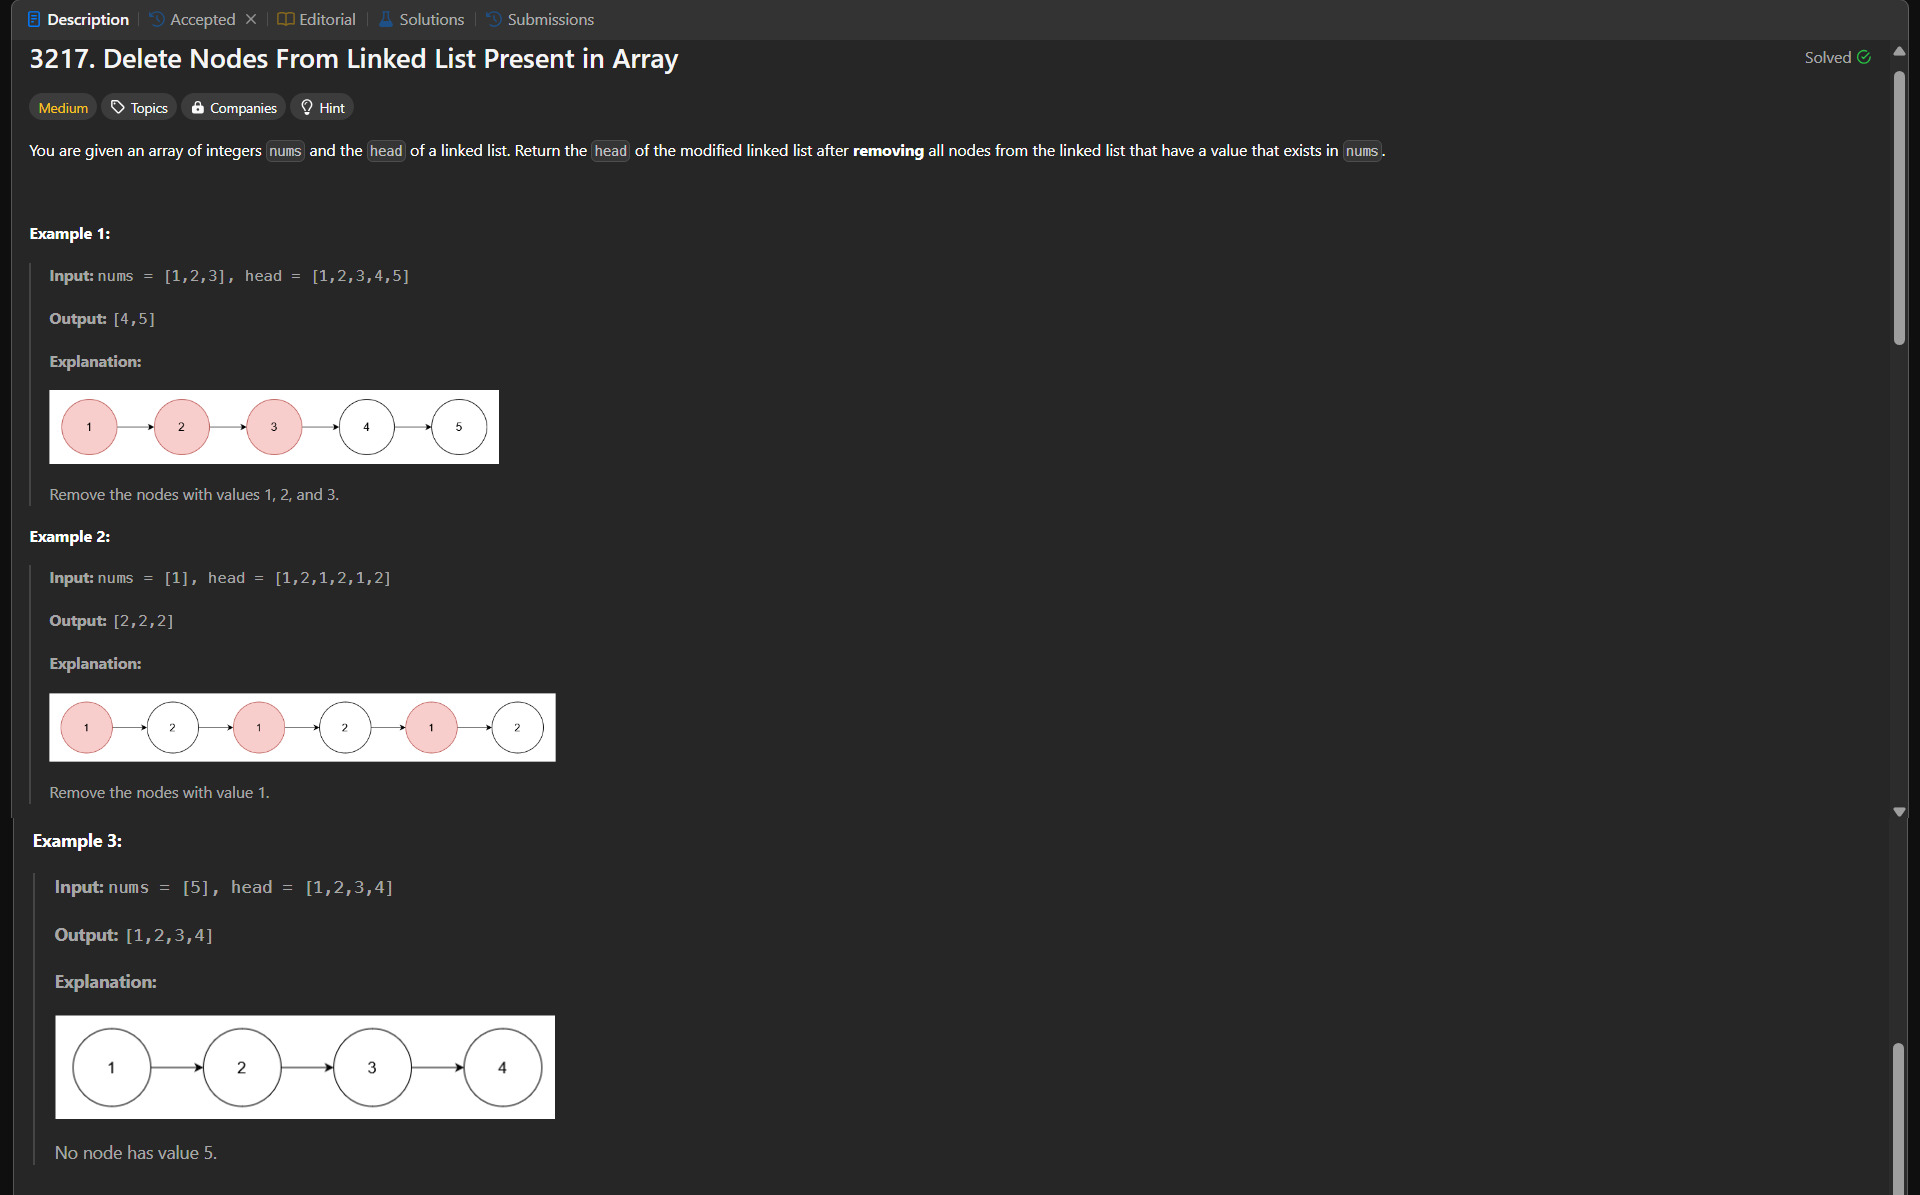 Description Accepted Editorial Solutions Submissions
3217. Delete Nodes From Linked List Present in Array Solved
Medium Topics Companies Hint
You are given an array of integers nums and the head of a linked list. Return the head of the modified linked list after removing all nodes from the linked list that have a value that exists in nums.
Example 1:
Input: nums = [1,2,3], head = [1,2,3,4,5]
Output: [4,5]
Explanation:
1 2 3 4 5
Remove the nodes with values 1, 2, and 3.
Example 2:
Input: nums = [1], head = [1,2,1,2,1,2]
Output: [2,2,2]
Explanation:
1 2 1 2 1 2
Remove the nodes with value 1.
Example 3:
Input: nums = [5], head = [1,2,3,4]
Output: [1,2,3,4]
Explanation:
1 2 3 4
No node has value 5.